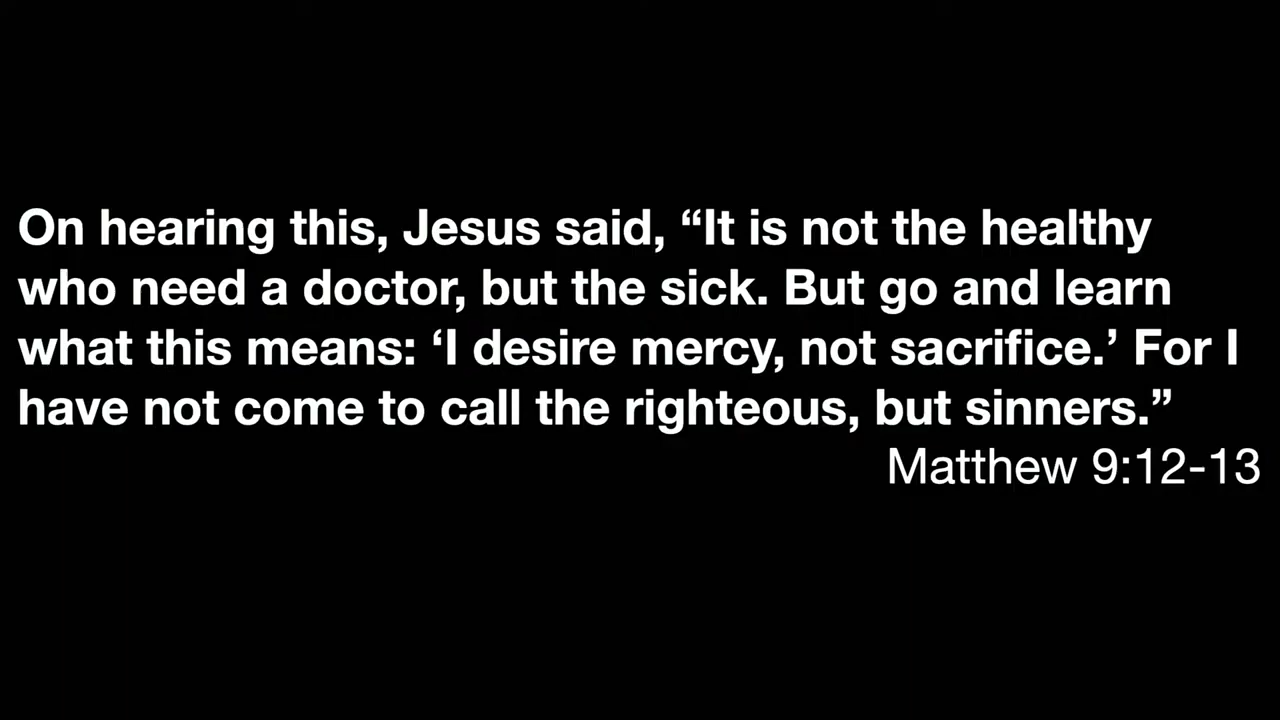 On hearing this, Jesus said, “It is not the healthy
who need a doctor, but the sick. But go and learn
what this means: ‘I desire mercy, not sacrifice.’ For I
have not come to call the righteous, but sinners.”
Matthew 9:12-13